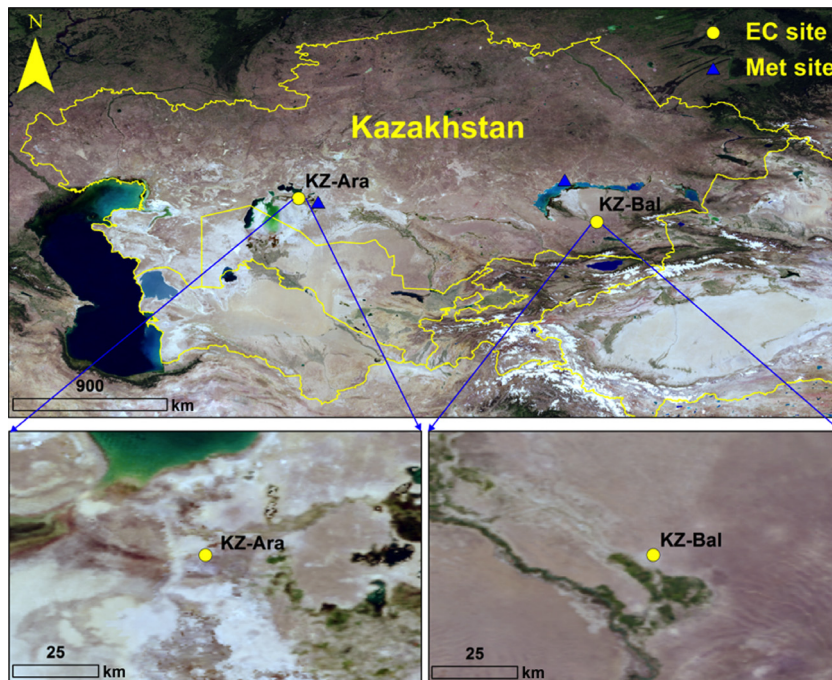 N
EC site
Met site
Kazakhstan
KZ-Ara
KZ-Bal
900
km
KZ-Ara
25
km
KZ-Bal
25
km